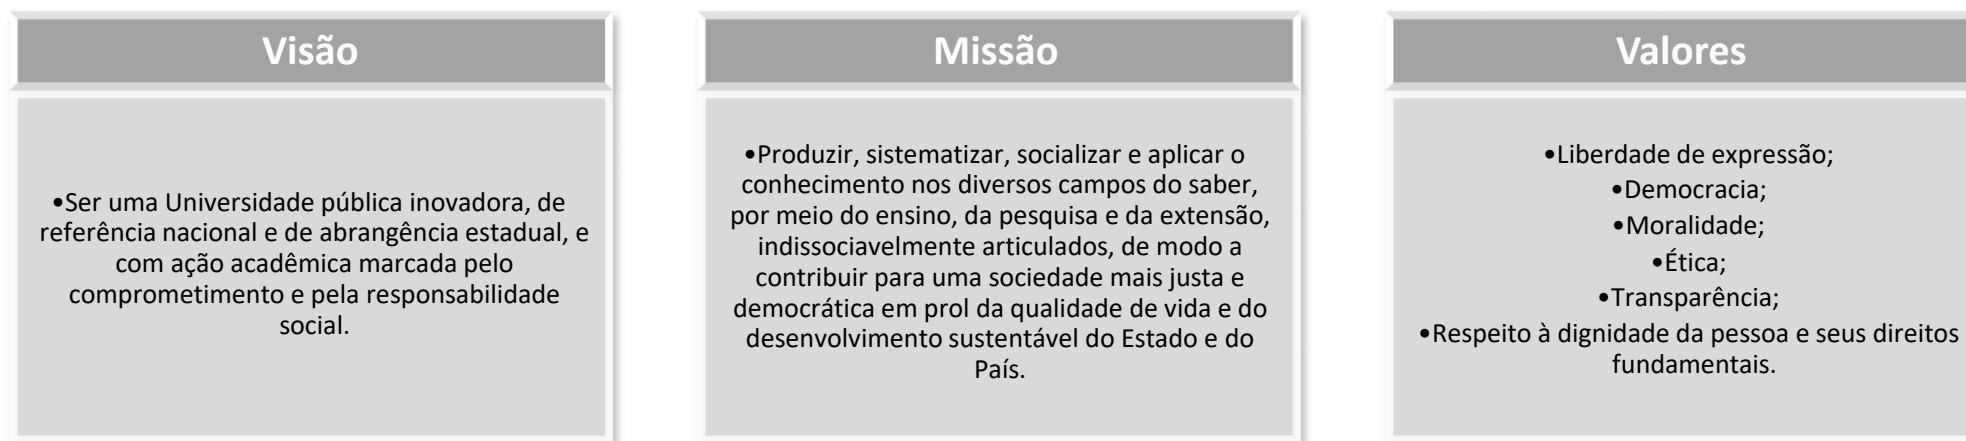 Visão
•Ser uma Universidade pública inovadora, de
referência nacional e de abrangência estadual, e
com ação acadêmica marcada pelo
comprometimento e pela responsabilidade
social.
Missão
•Produzir, sistematizar, socializar e aplicar o
conhecimento nos diversos campos do saber,
por meio do ensino, da pesquisa e da extensão,
indissociavelmente articulados, de modo a
contribuir para uma sociedade mais justa e
democrática em prol da qualidade de vida e do
desenvolvimento sustentável do Estado e do
País.
Valores
•Liberdade de expressão;
•Democracia;
•Moralidade;
•Ética;
•Transparência;
•Respeito à dignidade da pessoa e seus direitos
fundamentais.